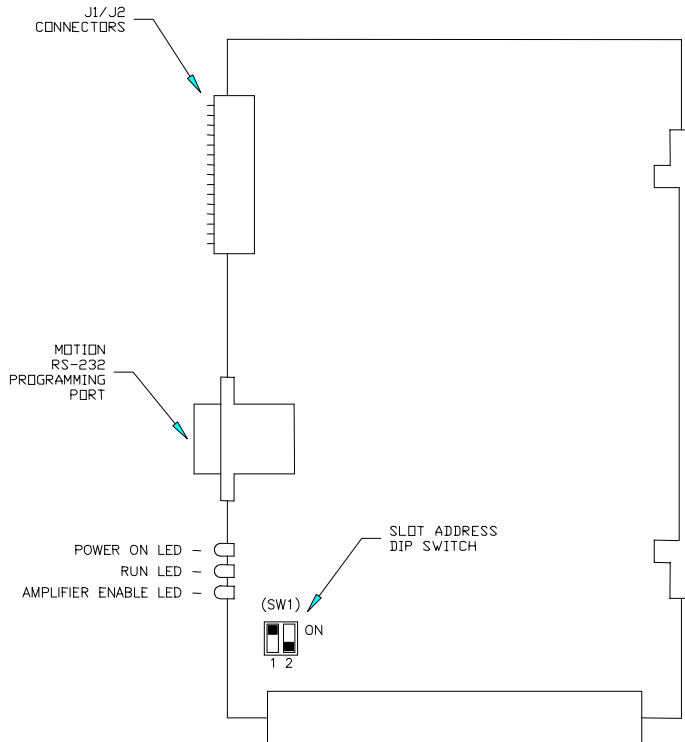 J1/J2
CONNECTORS
MOTION
RS-232
PROGRAMMING
PORT
SLOT ADDRESS
DIP SWITCH
POWER ON LED
RUN LED
AMPLIFIER ENABLE LED
(SW1)
ON
1 2